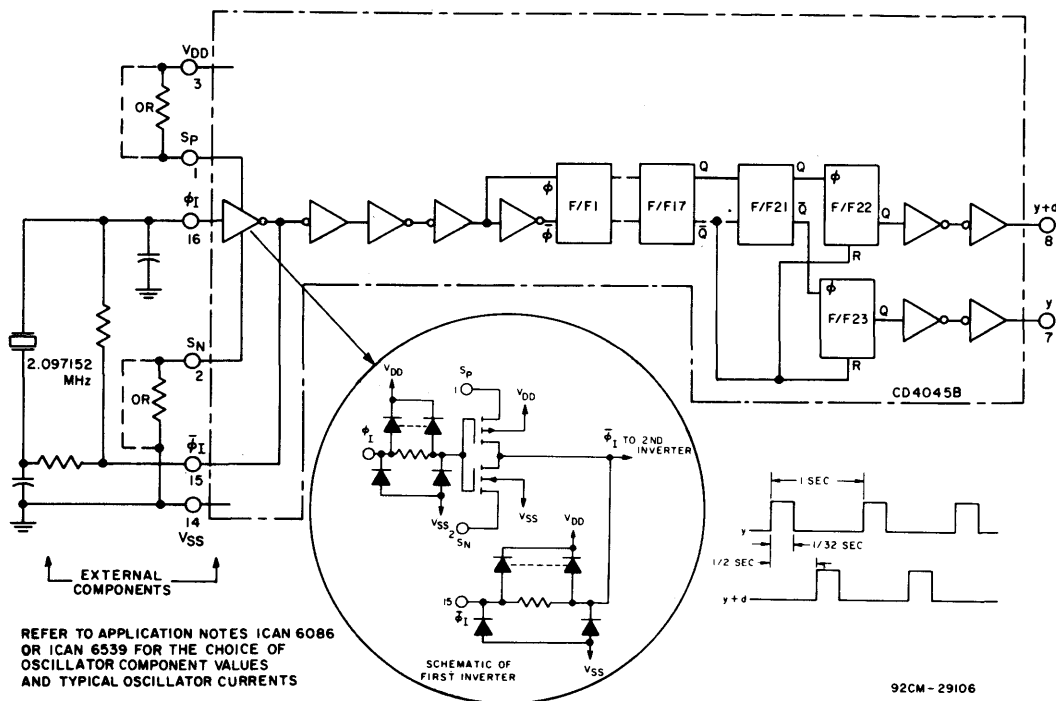 VDD
3
OR
SP
1
ϕI
16
2.097152
MHz
SN
2
OR
ϕ̅I
15
14
VSS
EXTERNAL
COMPONENTS
ϕ
ϕ̅
F/F1
F/F17
Q
Q̅
F/F21
Q
Q̅
ϕ
F/F22
Q
R
y+d
8
ϕ
F/F23
Q
R
y
7
CD4045B
SP
1
VDD
VDD
ϕI
ϕ̅I TO 2ND
INVERTER
VSS
VSS
2
SN
VDD
15
ϕ̅I
VSS
SCHEMATIC OF
FIRST INVERTER
1 SEC
y
1/32 SEC
1/2 SEC
y+d
REFER TO APPLICATION NOTES ICAN 6086
OR ICAN 6539 FOR THE CHOICE OF
OSCILLATOR COMPONENT VALUES
AND TYPICAL OSCILLATOR CURRENTS
92CM-29106